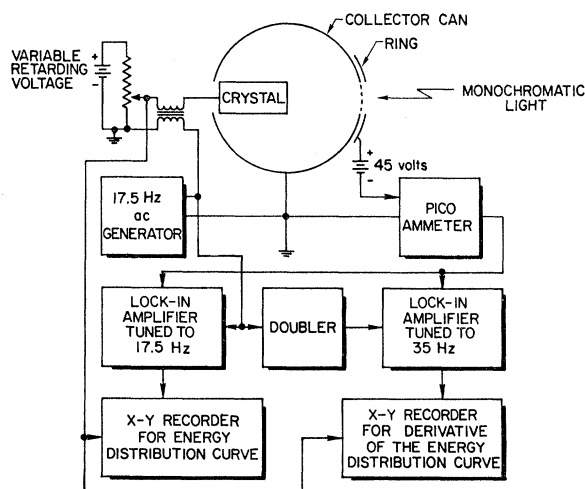 COLLECTOR CAN
RING
VARIABLE
RETARDING
VOLTAGE
+
-
CRYSTAL
MONOCHROMATIC
LIGHT
+
45 volts
-
17.5 Hz
ac
GENERATOR
PICO
AMMETER
LOCK-IN
AMPLIFIER
TUNED TO
17.5 Hz
DOUBLER
LOCK-IN
AMPLIFIER
TUNED TO
35 Hz
X-Y RECORDER
FOR ENERGY
DISTRIBUTION CURVE
X-Y RECORDER
FOR DERIVATIVE
OF THE ENERGY
DISTRIBUTION CURVE